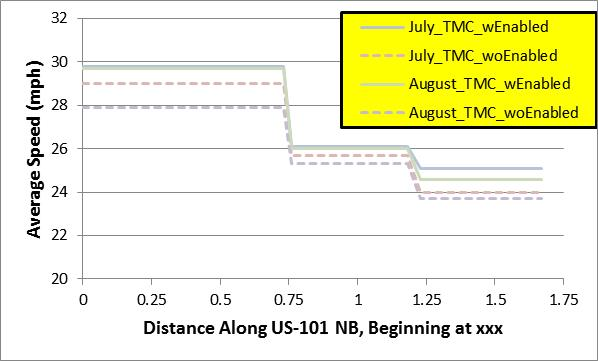 July_TMC_wEnabled
July_TMC_woEnabled
August_TMC_wEnabled
August_TMC_woEnabled
Average Speed (mph)
32
30
28
26
24
22
20
0 0.25 0.5 0.75 1 1.25 1.5 1.75
Distance Along US-101 NB, Beginning at xxx